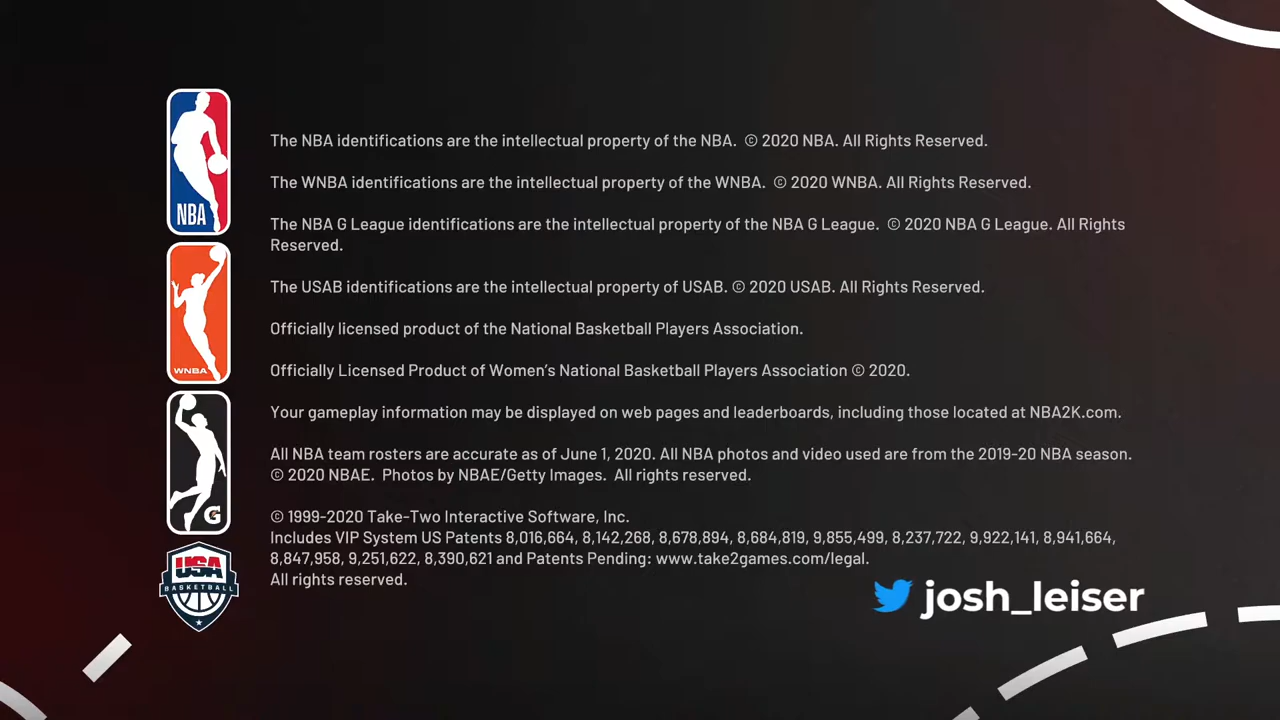 NBA
The NBA identifications are the intellectual property of the NBA. © 2020 NBA. All Rights Reserved.
The WNBA identifications are the intellectual property of the WNBA. © 2020 WNBA. All Rights Reserved.
The NBA G League identifications are the intellectual property of the NBA G League. © 2020 NBA G League. All Rights
Reserved.
WNBA
The USAB identifications are the intellectual property of USAB. © 2020 USAB. All Rights Reserved.
Officially licensed product of the National Basketball Players Association.
Officially Licensed Product of Women's National Basketball Players Association © 2020.
Your gameplay information may be displayed on web pages and leaderboards, including those located at NBA2K.com.
G
All NBA team rosters are accurate as of June 1, 2020. All NBA photos and video used are from the 2019-20 NBA season.
© 2020 NBAE. Photos by NBAE/Getty Images. All rights reserved.
© 1999-2020 Take-Two Interactive Software, Inc.
Includes VIP System US Patents 8,016,664, 8,142,268, 8,678,894, 8,684,819, 9,855,499, 8,237,722, 9,922,141, 8,941,664,
8,847,958, 9,251,622, 8,390,621 and Patents Pending: www.take2games.com/legal.
All rights reserved.
USA
BASKETBALL
josh_leiser